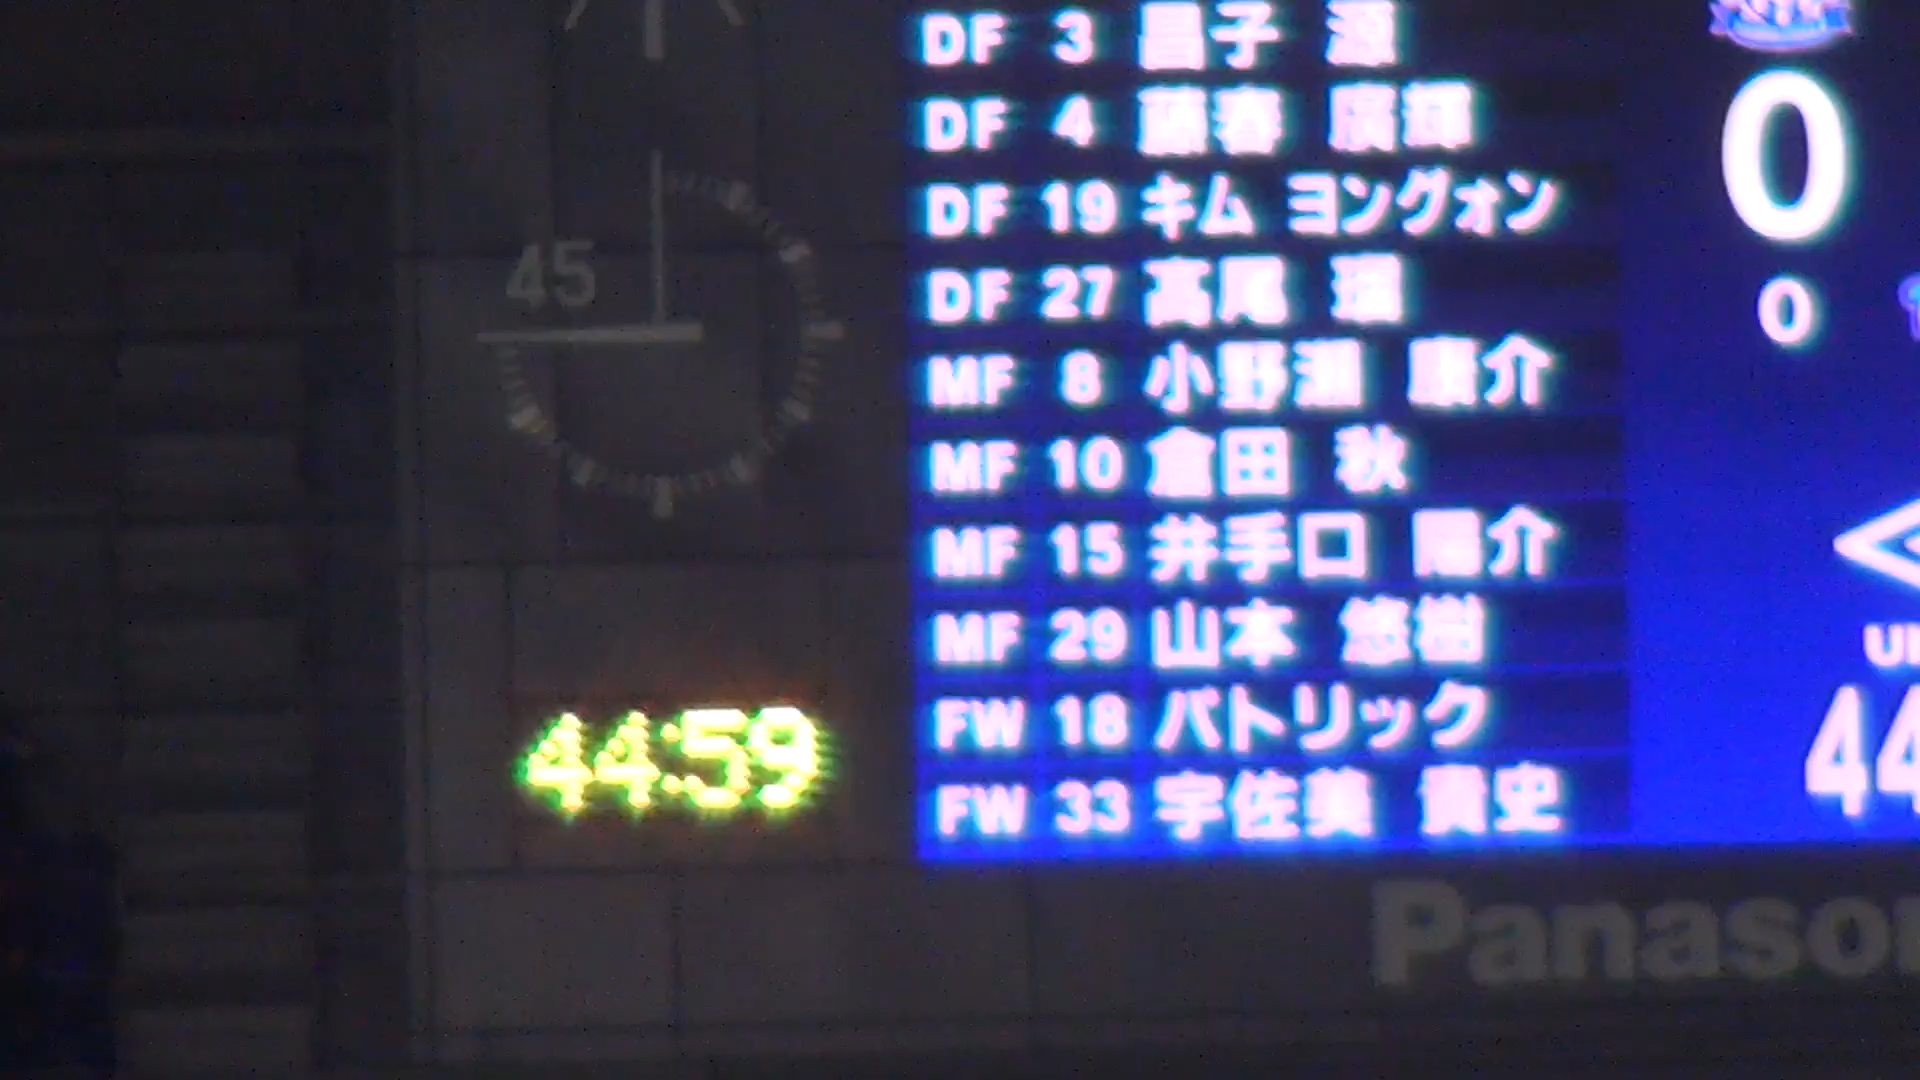 DF 3 昌子 源
0
DF 4 藤春 廣輝
DF 19 キム ヨングォン
45
DF 27 髙尾 瑠
0
MF 8 小野瀬 康介
MF 10 倉田 秋
MF 15 井手口 陽介
MF 29 山本 悠樹
FW 18 パトリック
44:59
44
FW 33 宇佐美 貴史
Panaso